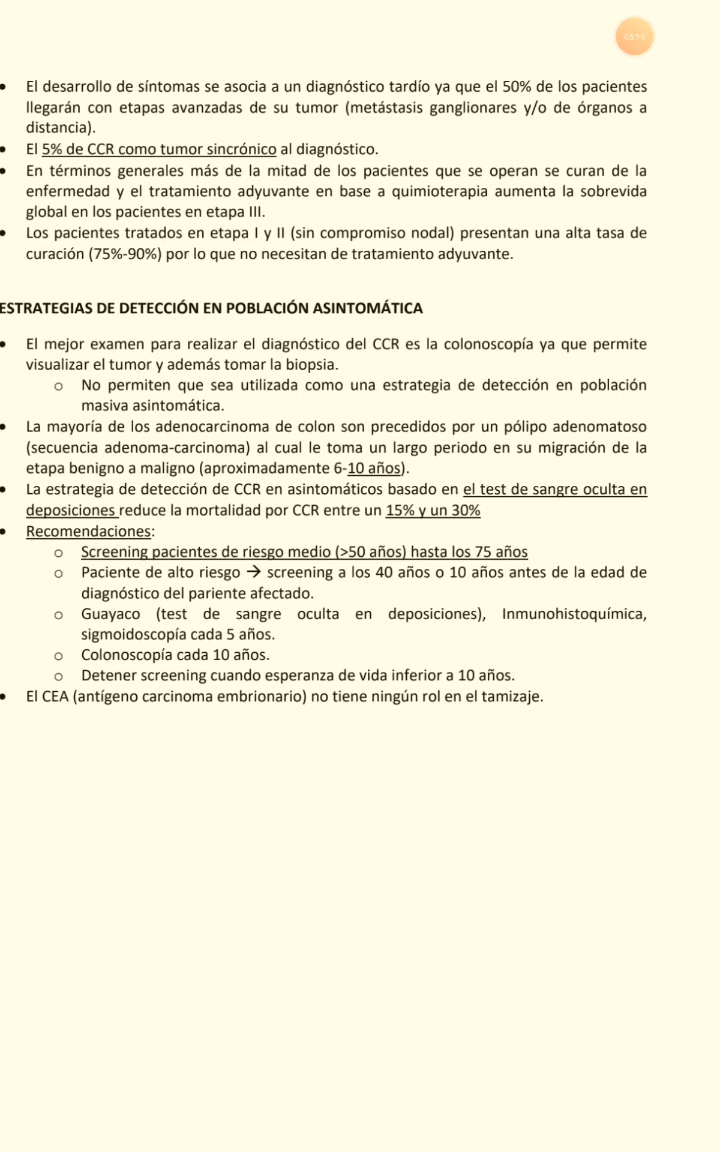 05:15
• El desarrollo de síntomas se asocia a un diagnóstico tardío ya que el 50% de los pacientes
llegarán con etapas avanzadas de su tumor (metástasis ganglionares y/o de órganos a
distancia).
• El 5% de CCR como tumor sincrónico al diagnóstico.
• En términos generales más de la mitad de los pacientes que se operan se curan de la
enfermedad y el tratamiento adyuvante en base a quimioterapia aumenta la sobrevida
global en los pacientes en etapa III.
• Los pacientes tratados en etapa I y II (sin compromiso nodal) presentan una alta tasa de
curación (75%-90%) por lo que no necesitan de tratamiento adyuvante.
ESTRATEGIAS DE DETECCIÓN EN POBLACIÓN ASINTOMÁTICA
• El mejor examen para realizar el diagnóstico del CCR es la colonoscopía ya que permite
visualizar el tumor y además tomar la biopsia.
o No permiten que sea utilizada como una estrategia de detección en población
masiva asintomática.
• La mayoría de los adenocarcinoma de colon son precedidos por un pólipo adenomatoso
(secuencia adenoma-carcinoma) al cual le toma un largo periodo en su migración de la
etapa benigno a maligno (aproximadamente 6-10 años).
• La estrategia de detección de CCR en asintomáticos basado en el test de sangre oculta en
deposiciones reduce la mortalidad por CCR entre un 15% y un 30%
• Recomendaciones:
o Screening pacientes de riesgo medio (>50 años) hasta los 75 años
o Paciente de alto riesgo → screening a los 40 años o 10 años antes de la edad de
diagnóstico del pariente afectado.
o Guayaco (test de sangre oculta en deposiciones), Inmunohistoquímica,
sigmoidoscopía cada 5 años.
o Colonoscopía cada 10 años.
o Detener screening cuando esperanza de vida inferior a 10 años.
• El CEA (antígeno carcinoma embrionario) no tiene ningún rol en el tamizaje.